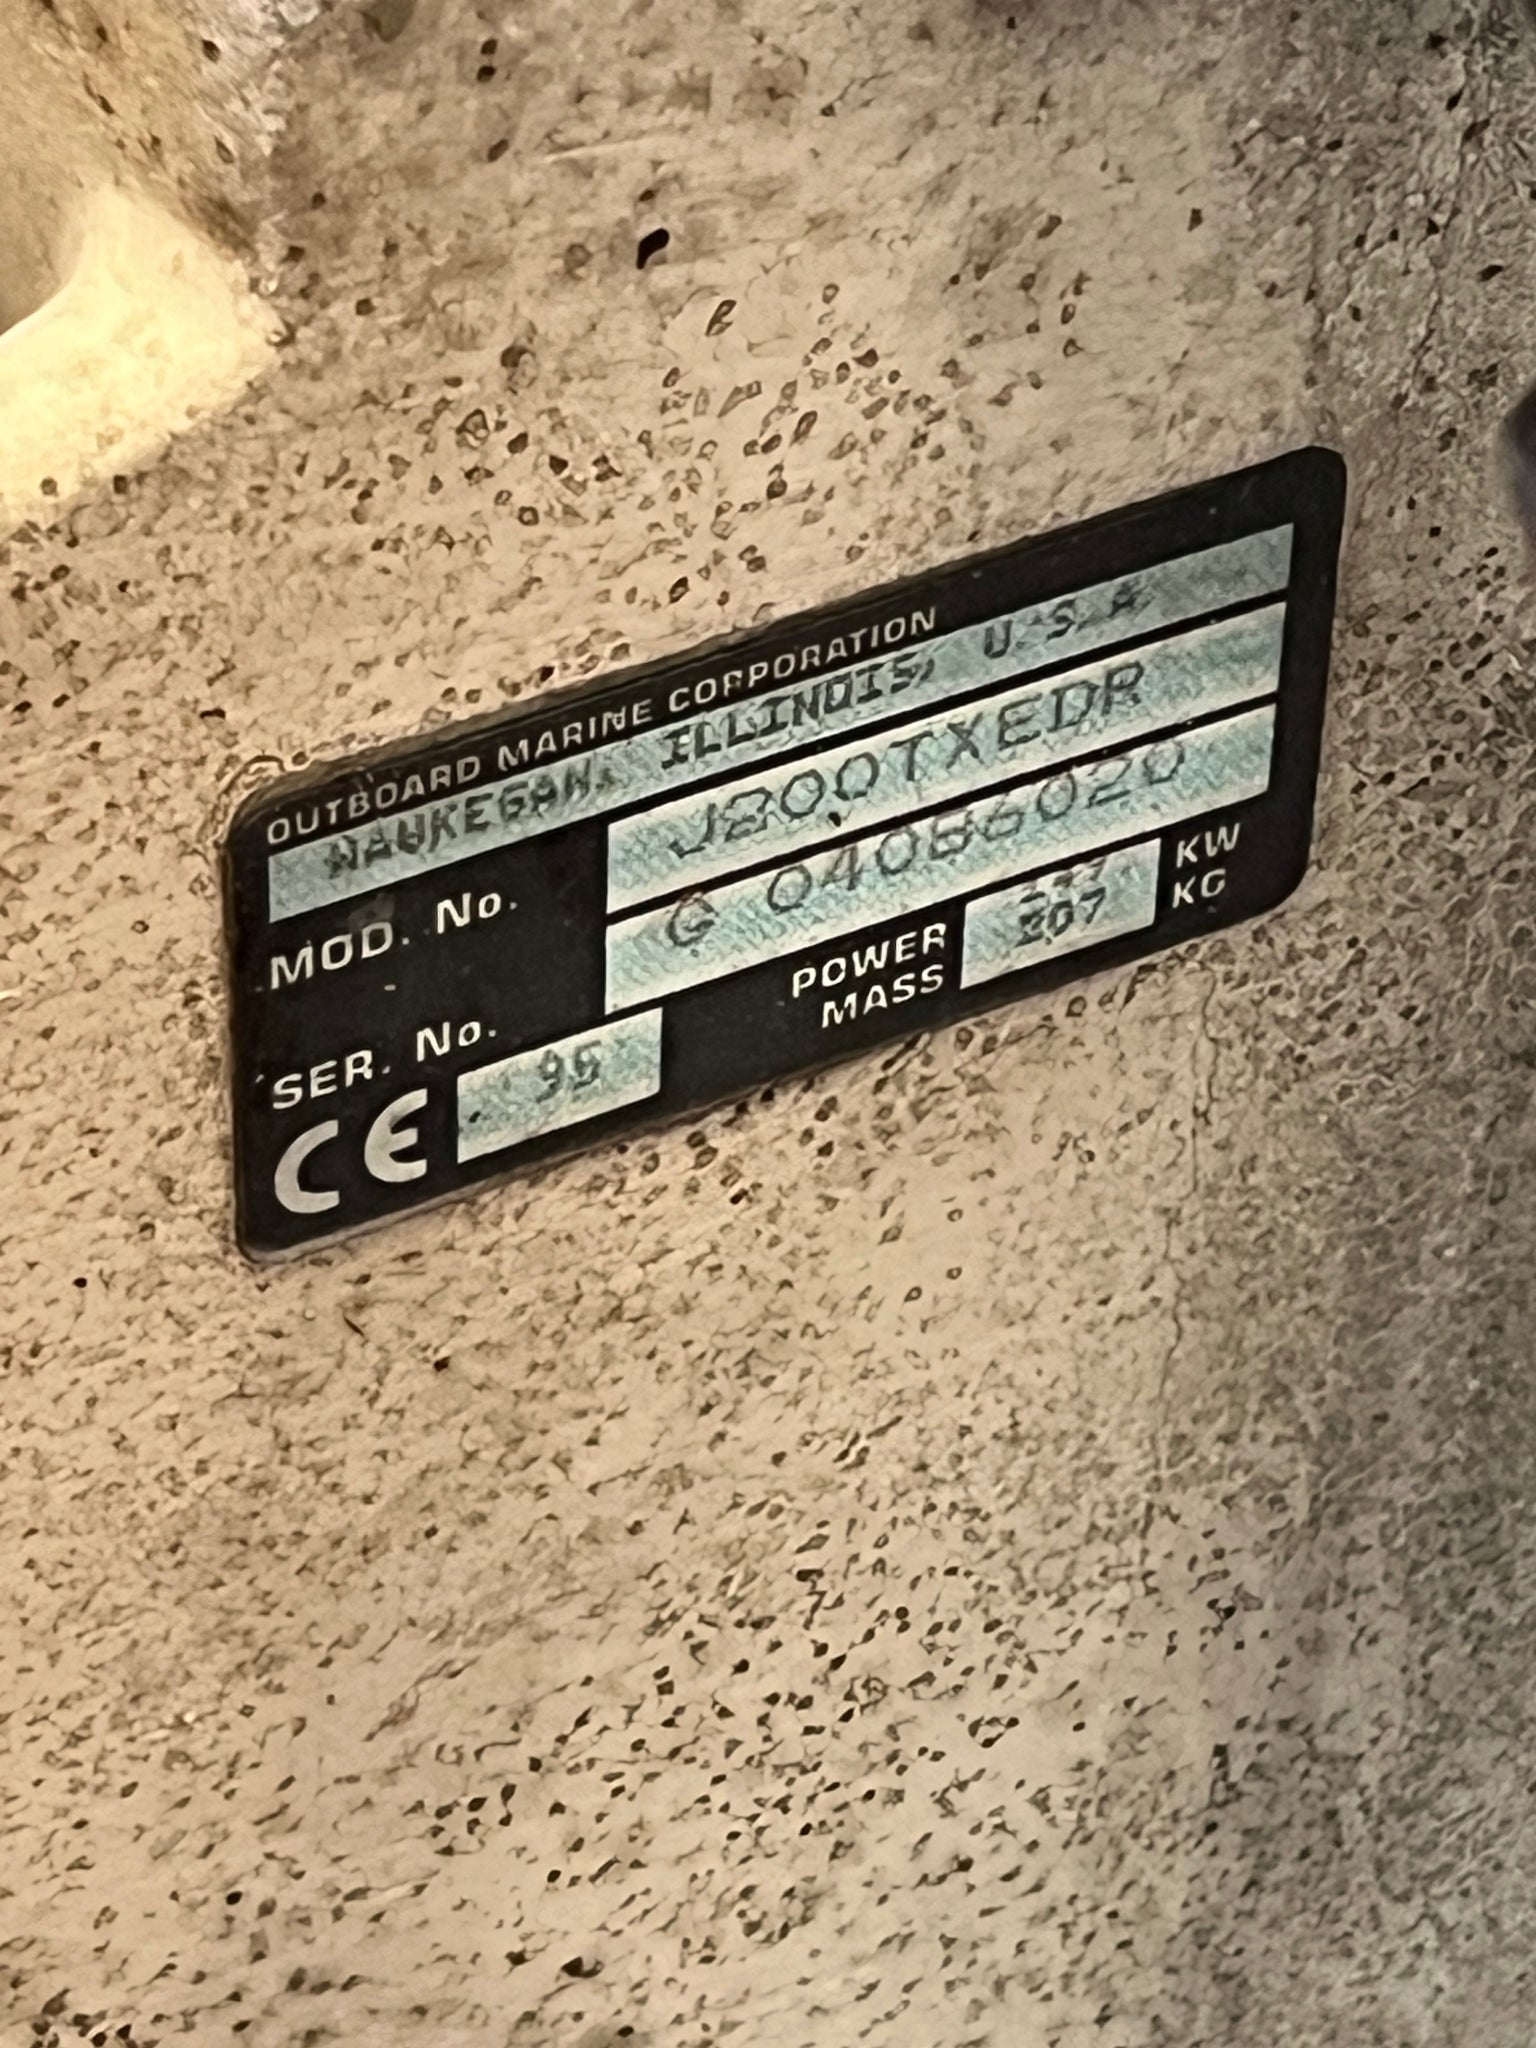 OUTBOARD MARINE CORPORATION
WAUKEGAN, ILLINOIS, U.S.A
MOD. No. J200TXEDR
SER. No. G 04086020
POWER KW
MASS 207 KG
CE 95